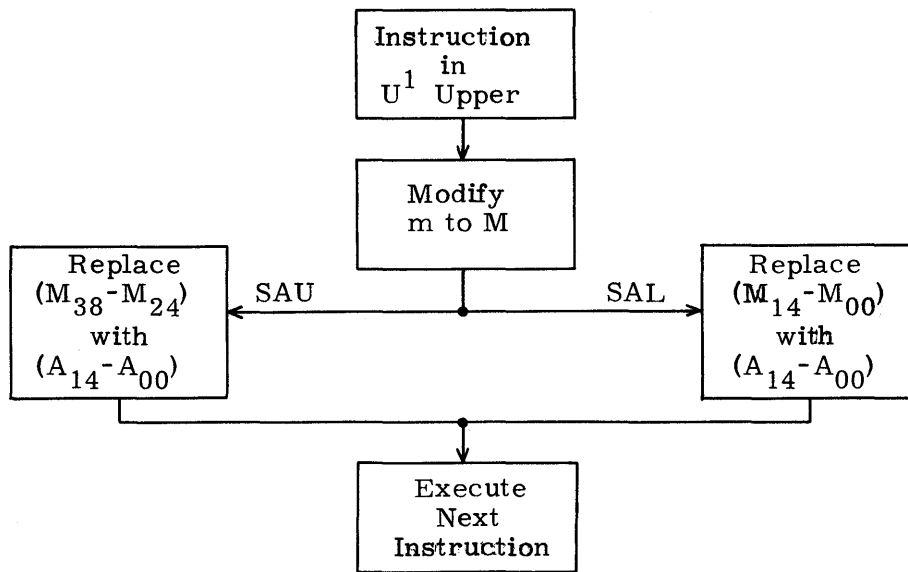 Instruction
in
U¹ Upper
Modify
m to M
Replace
(M₃₈-M₂₄)
with
(A₁₄-A₀₀)
SAU
SAL
Replace
(M₁₄-M₀₀)
with
(A₁₄-A₀₀)
Execute
Next
Instruction